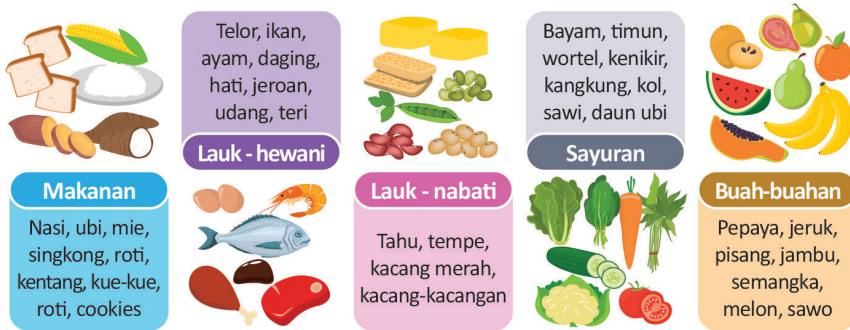 Makanan
Nasi, ubi, mie,
singkong, roti,
kentang, kue-kue,
roti, cookies
Telor, ikan,
ayam, daging,
hati, jeroan,
udang, teri
Lauk - hewani
Lauk - nabati
Tahu, tempe,
kacang merah,
kacang-kacangan
Bayam, timun,
wortel, kenikir,
kangkung, kol,
sawi, daun ubi
Sayuran
Buah-buahan
Pepaya, jeruk,
pisang, jambu,
semangka,
melon, sawo